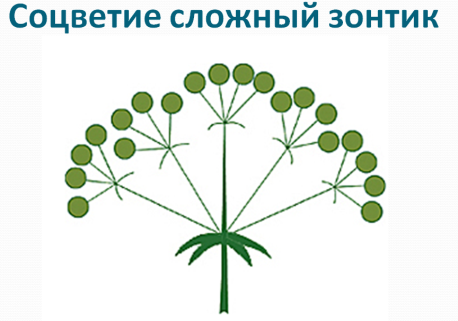 Соцветие сложный зонтик